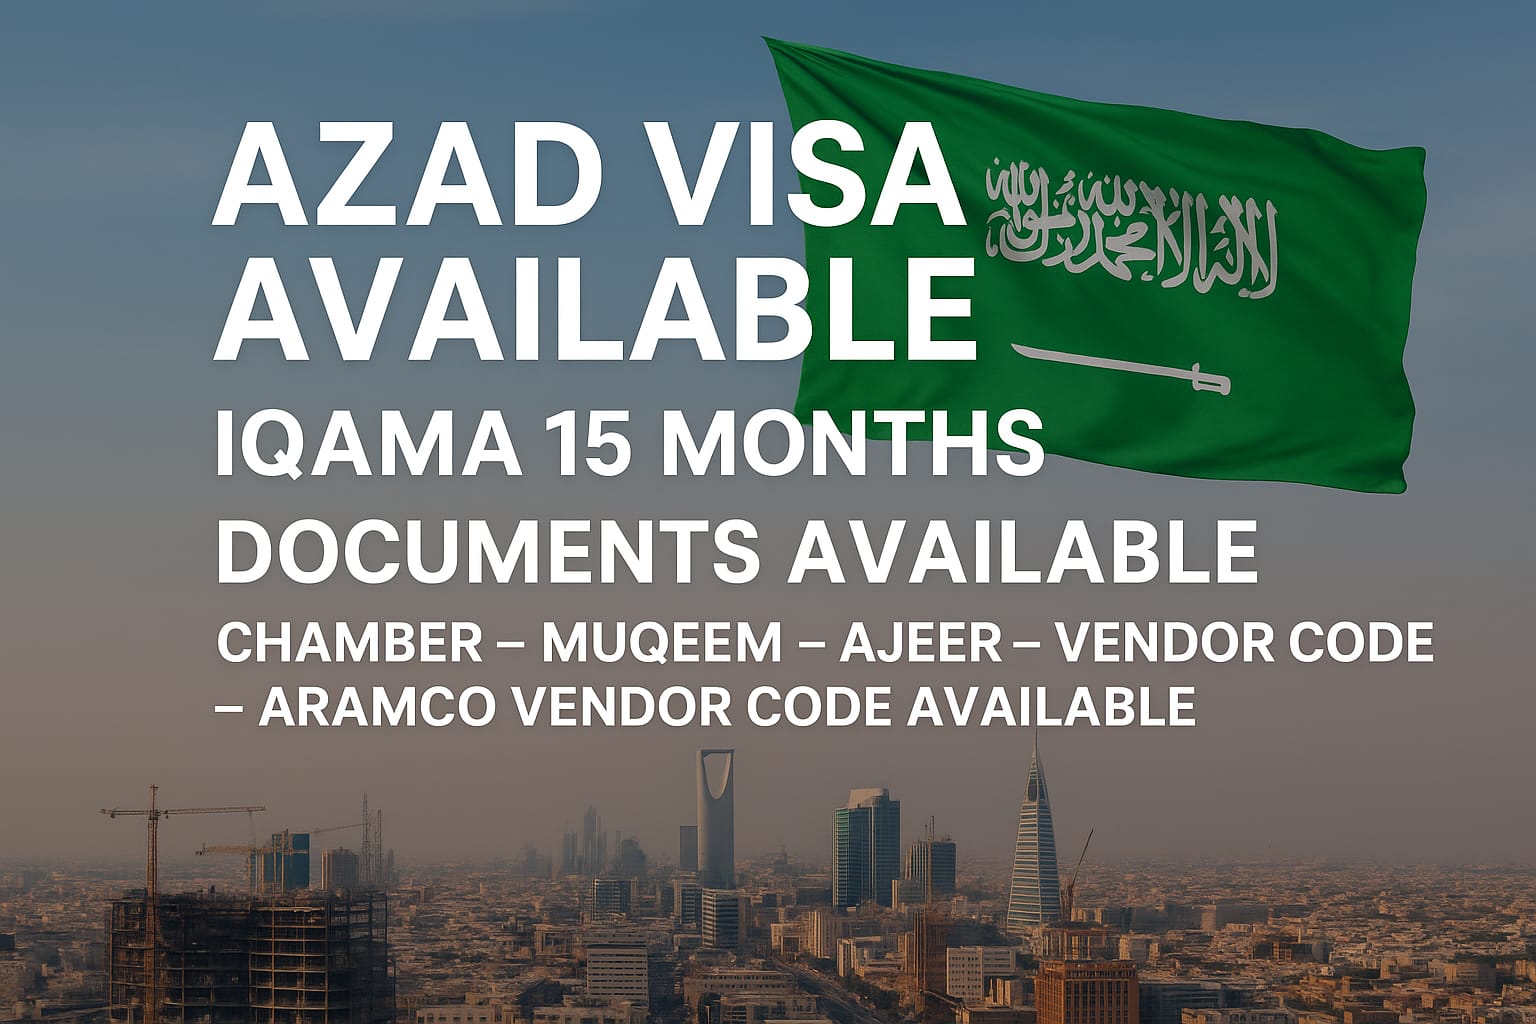 AZAD VISA
AVAILABLE
IQAMA 15 MONTHS
DOCUMENTS AVAILABLE
CHAMBER – MUQEEM – AJEER – VENDOR CODE
– ARAMCO VENDOR CODE AVAILABLE